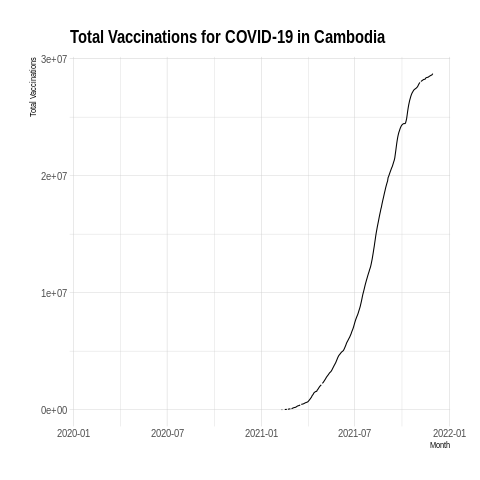 Total Vaccinations for COVID-19 in Cambodia
Total Vaccinations
3e+07
2e+07
1e+07
0e+00
2020-01 2020-07 2021-01 2021-07 2022-01
Month